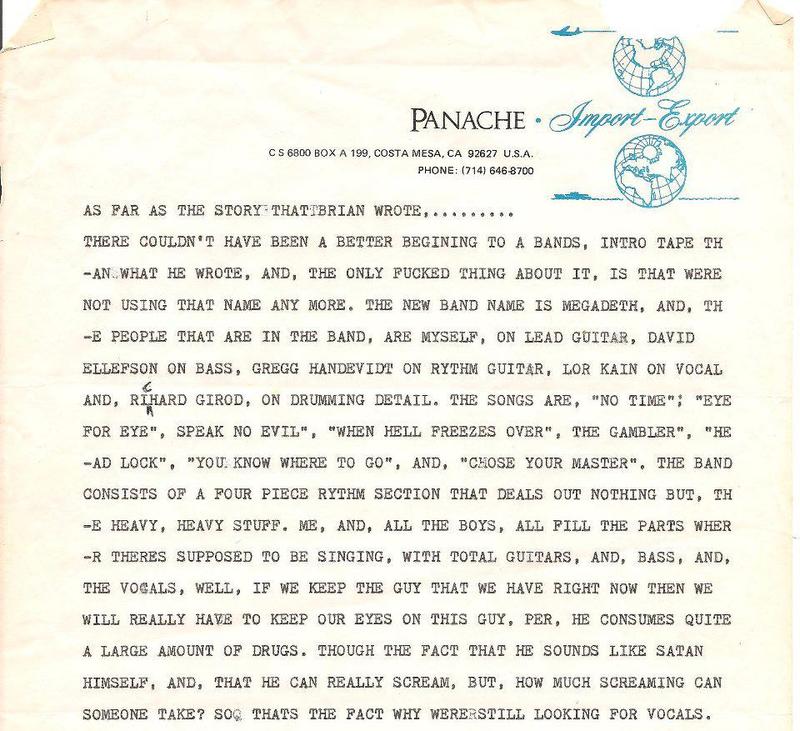 PANACHE • Import-Export
C S 6800 BOX A 199, COSTA MESA, CA 92627 U.S.A.
PHONE: (714) 646-8700
AS FAR AS THE STORY THAT BRIAN WROTE,..........
THERE COULDN'T HAVE BEEN A BETTER BEGINING TO A BANDS, INTRO TAPE TH
-AN WHAT HE WROTE, AND, THE ONLY FUCKED THING ABOUT IT, IS THAT WERE
NOT USING THAT NAME ANY MORE. THE NEW BAND NAME IS MEGADETH, AND, TH
-E PEOPLE THAT ARE IN THE BAND, ARE MYSELF, ON LEAD GUITAR, DAVID
ELLEFSON ON BASS, GREGG HANDEVIDT ON RYTHM GUITAR, LOR KAIN ON VOCAL
AND, RICHARD GIROD, ON DRUMMING DETAIL. THE SONGS ARE, "NO TIME"; "EYE
FOR EYE", SPEAK NO EVIL", "WHEN HELL FREEZES OVER", THE GAMBLER", "HE
-AD LOCK", "YOU KNOW WHERE TO GO", AND, "CHOSE YOUR MASTER". THE BAND
CONSISTS OF A FOUR PIECE RYTHM SECTION THAT DEALS OUT NOTHING BUT, TH
-E HEAVY, HEAVY STUFF. ME, AND, ALL THE BOYS, ALL FILL THE PARTS WHER
-R THERES SUPPOSED TO BE SINGING, WITH TOTAL GUITARS, AND, BASS, AND,
THE VOCALS, WELL, IF WE KEEP THE GUY THAT WE HAVE RIGHT NOW THEN WE
WILL REALLY HAVE TO KEEP OUR EYES ON THIS GUY, PER, HE CONSUMES QUITE
A LARGE AMOUNT OF DRUGS. THOUGH THE FACT THAT HE SOUNDS LIKE SATAN
HIMSELF, AND, THAT HE CAN REALLY SCREAM, BUT, HOW MUCH SCREAMING CAN
SOMEONE TAKE? SO THATS THE FACT WHY WERE STILL LOOKING FOR VOCALS.